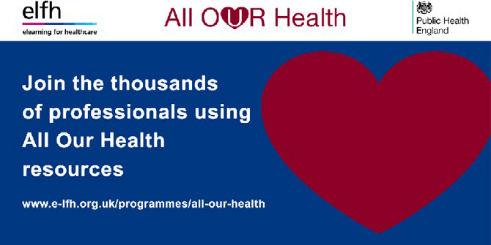 elfh
elearning for healthcare
All OUR Health
Public Health
England
Join the thousands
of professionals using
All Our Health
resources
www.e-lfh.org.uk/programmes/all-our-health